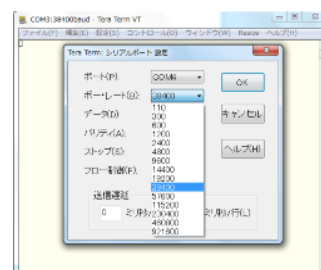 COM3:38400baud - Tera Term VT
ファイル(F) 編集(E) 設定(S) コントロール(O) ウィンドウ(W) Resize ヘルプ(H)
Tera Term: シリアルポート 設定
ポート(P): COM4 OK
ボー・レート(B): 38400
データ(D): 110 キャンセル
300
600
パリティ(A): 1200
2400
ストップ(S): 4800 ヘルプ(H)
9600
フロー制御(F): 14400
19200
38400
送信遅延 57600
115200
0 ミリ秒/ 230400 ミリ秒/行(L)
460800
921600